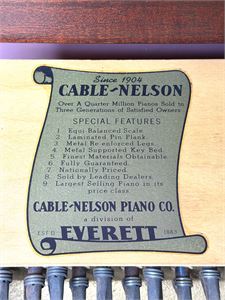 Since 1904
CABLE-NELSON
Over A Quarter Million Pianos Sold to
Three Generations of Satisfied Owners
SPECIAL FEATURES
1. Equi-Balanced Scale.
2. Laminated Pin Plank.
3. Metal Re-enforced Legs.
4. Metal Supported Key Bed.
5. Finest Materials Obtainable.
6. Fully Guaranteed.
7. Nationally Priced.
8. Sold by Leading Dealers.
9. Largest Selling Piano in its
price class.
CABLE-NELSON PIANO CO.
a division of
EST'D EVERETT 1883